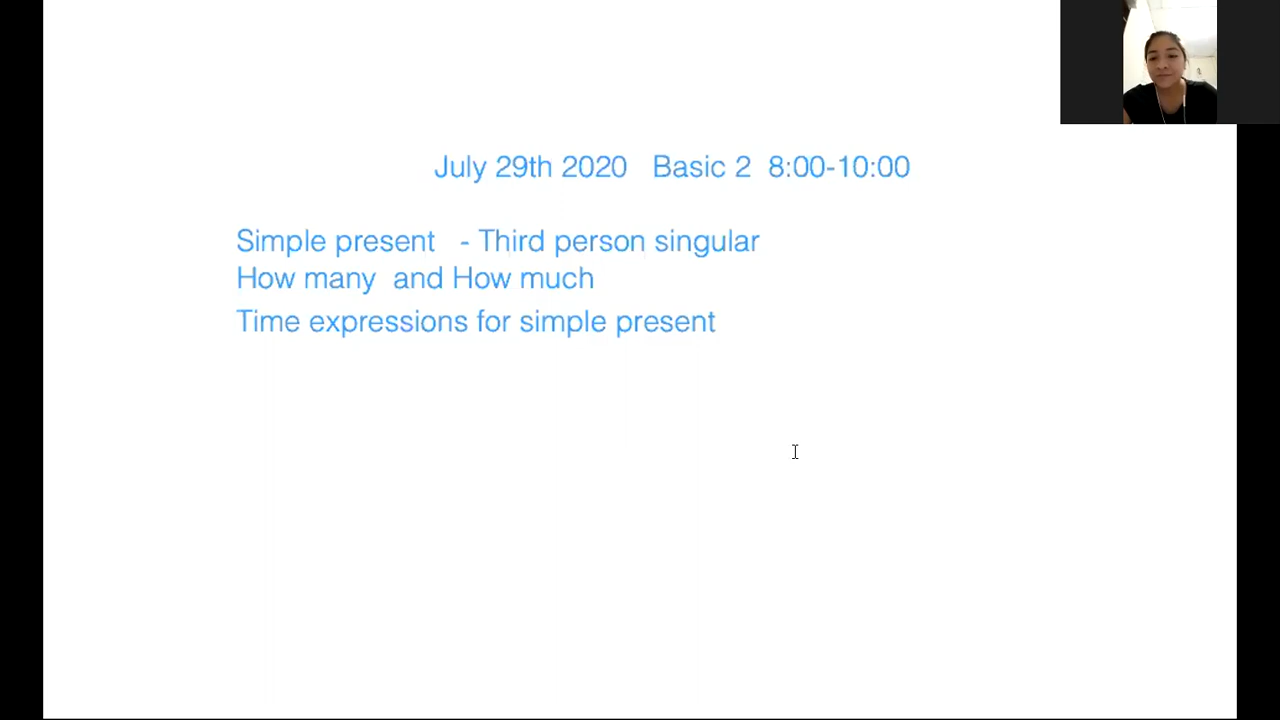 July 29th 2020 Basic 2 8:00-10:00
Simple present - Third person singular
How many and How much
Time expressions for simple present